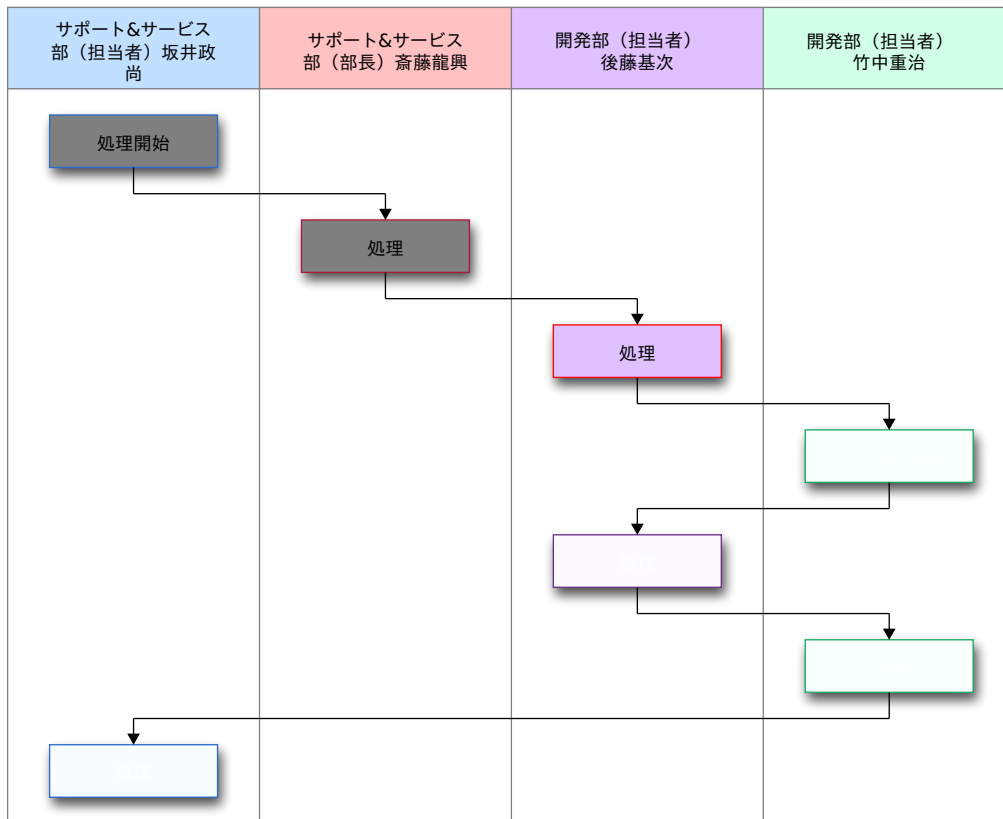 サポート&サービス
部（担当者）坂井政
尚
サポート&サービス
部（部長）斎藤龍興
開発部（担当者）
後藤基次
開発部（担当者）
竹中重治
処理開始
処理
処理